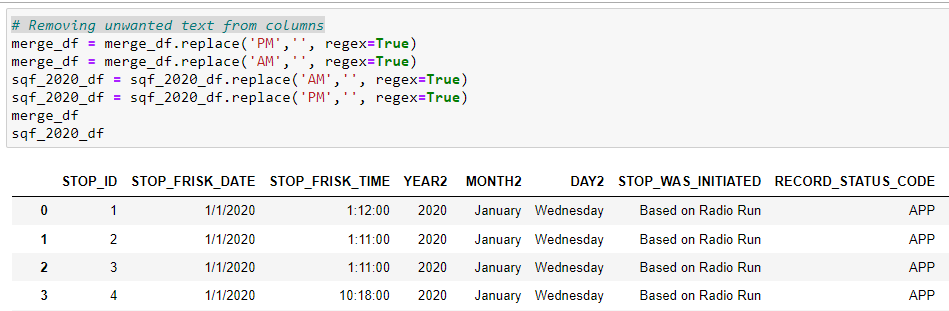 # Removing unwanted text from columns
merge_df = merge_df.replace('PM','', regex=True)
merge_df = merge_df.replace('AM','', regex=True)
sqf_2020_df = sqf_2020_df.replace('AM','', regex=True)
sqf_2020_df = sqf_2020_df.replace('PM','', regex=True)
merge_df
sqf_2020_df
STOP_ID STOP_FRISK_DATE STOP_FRISK_TIME YEAR2 MONTH2 DAY2 STOP_WAS_INITIATED RECORD_STATUS_CODE
0 1 1/1/2020 1:12:00 2020 January Wednesday Based on Radio Run APP
1 2 1/1/2020 1:11:00 2020 January Wednesday Based on Radio Run APP
2 3 1/1/2020 1:11:00 2020 January Wednesday Based on Radio Run APP
3 4 1/1/2020 10:18:00 2020 January Wednesday Based on Radio Run APP